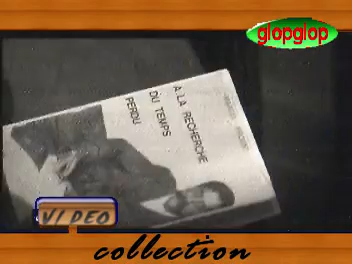 glopglop
A LA RECHERCHE
DU TEMPS
PERDU
VIDEO
collection